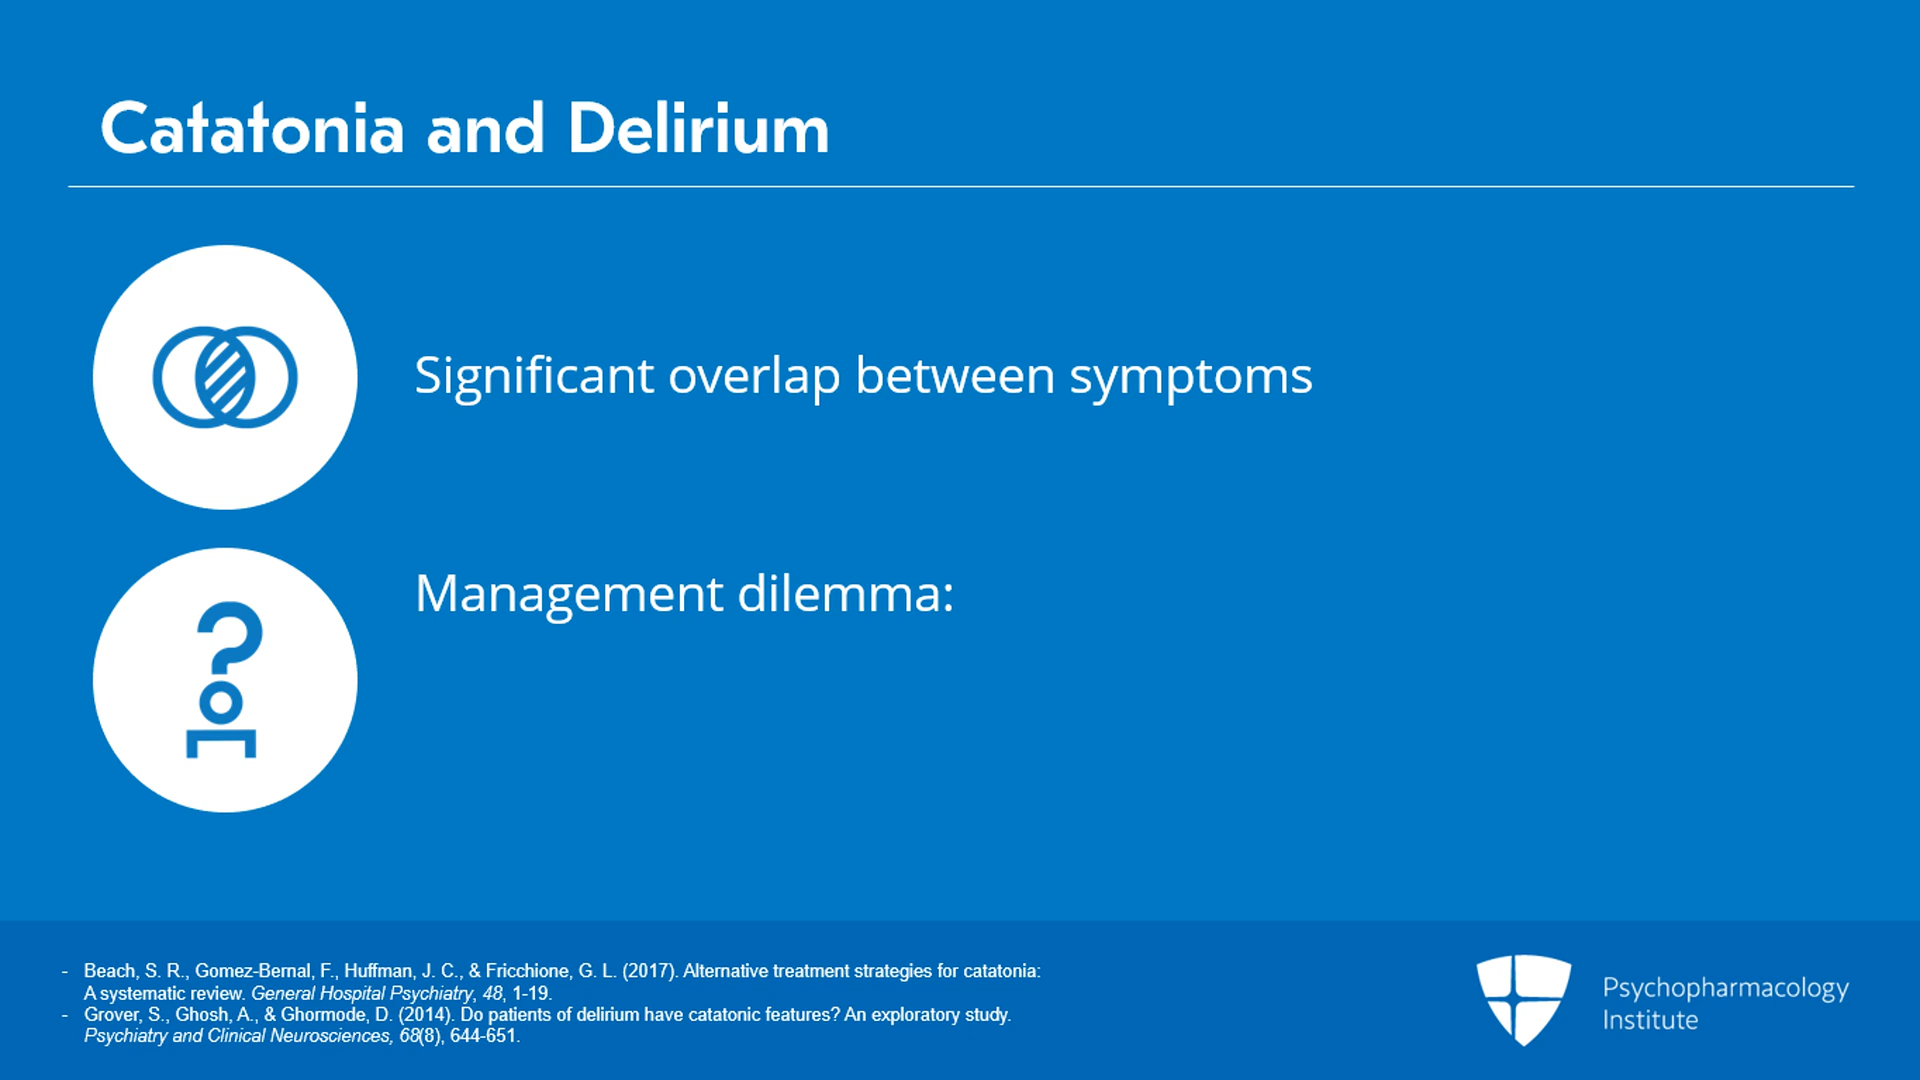 Catatonia and Delirium
Significant overlap between symptoms
Management dilemma:
- Beach, S. R., Gomez-Bernal, F., Huffman, J. C., & Fricchione, G. L. (2017). Alternative treatment strategies for catatonia:
A systematic review. General Hospital Psychiatry, 48, 1-19.
- Grover, S., Ghosh, A., & Ghormode, D. (2014). Do patients of delirium have catatonic features? An exploratory study.
Psychiatry and Clinical Neurosciences, 68(8), 644-651.
Psychopharmacology
Institute